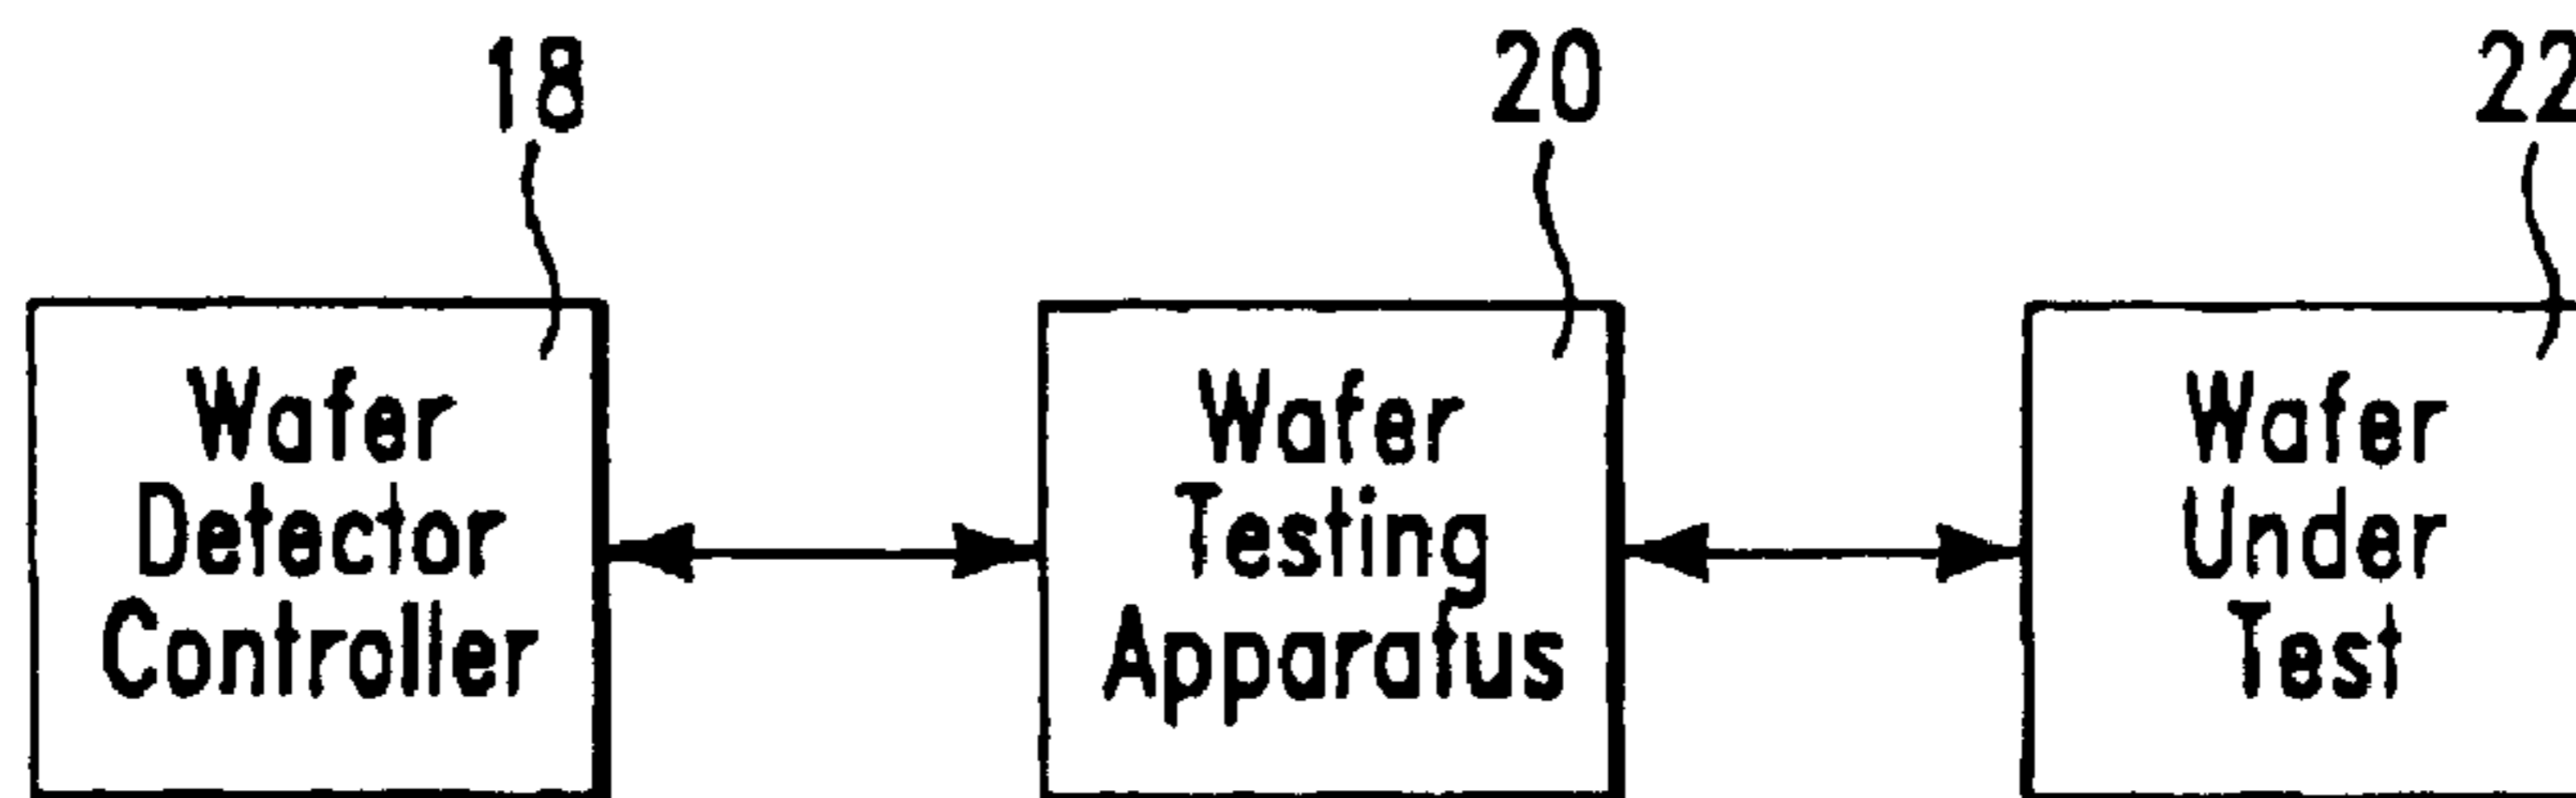 18
20
22
Wafer
Detector
Controller
Wafer
Testing
Apparatus
Wafer
Under
Test